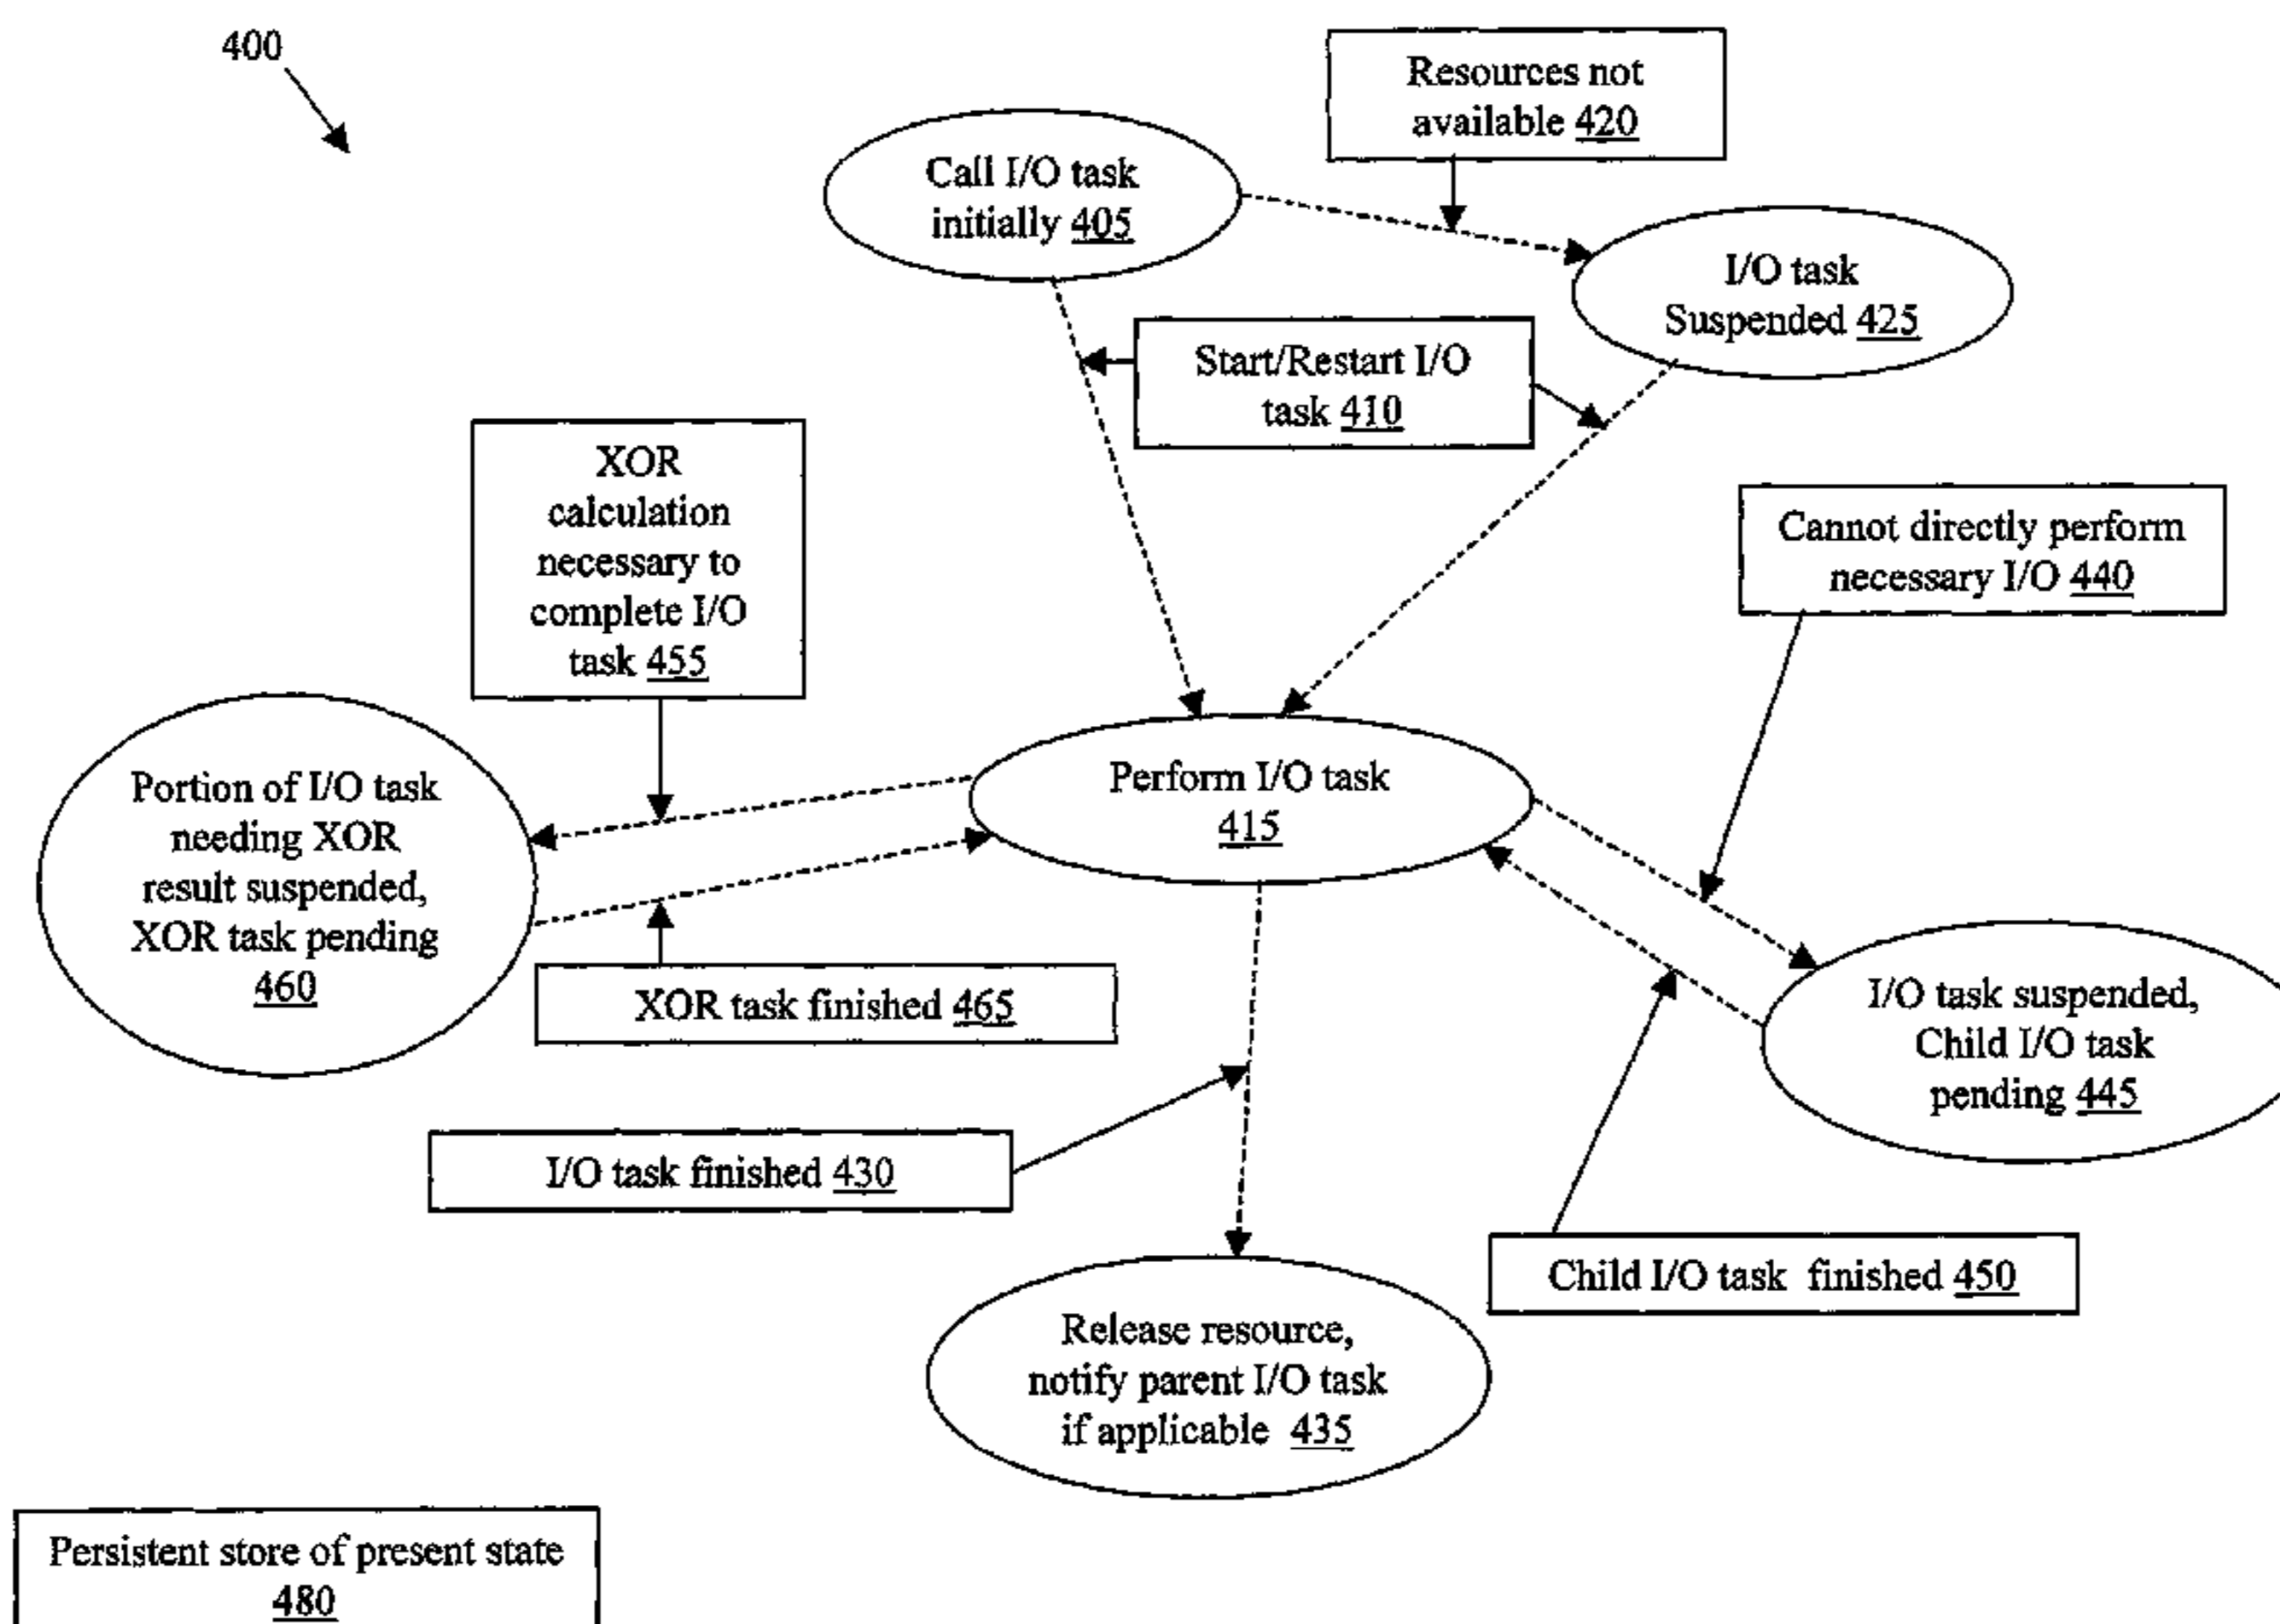 400
Resources not
available 420
Call I/O task
initially 405
I/O task
Suspended 425
Start/Restart I/O
task 410
XOR
calculation
necessary to
complete I/O
task 455
Cannot directly perform
necessary I/O 440
Portion of I/O task
needing XOR
result suspended,
XOR task pending
460
Perform I/O task
415
XOR task finished 465
I/O task suspended,
Child I/O task
pending 445
I/O task finished 430
Child I/O task finished 450
Release resource,
notify parent I/O task
if applicable 435
Persistent store of present state
480